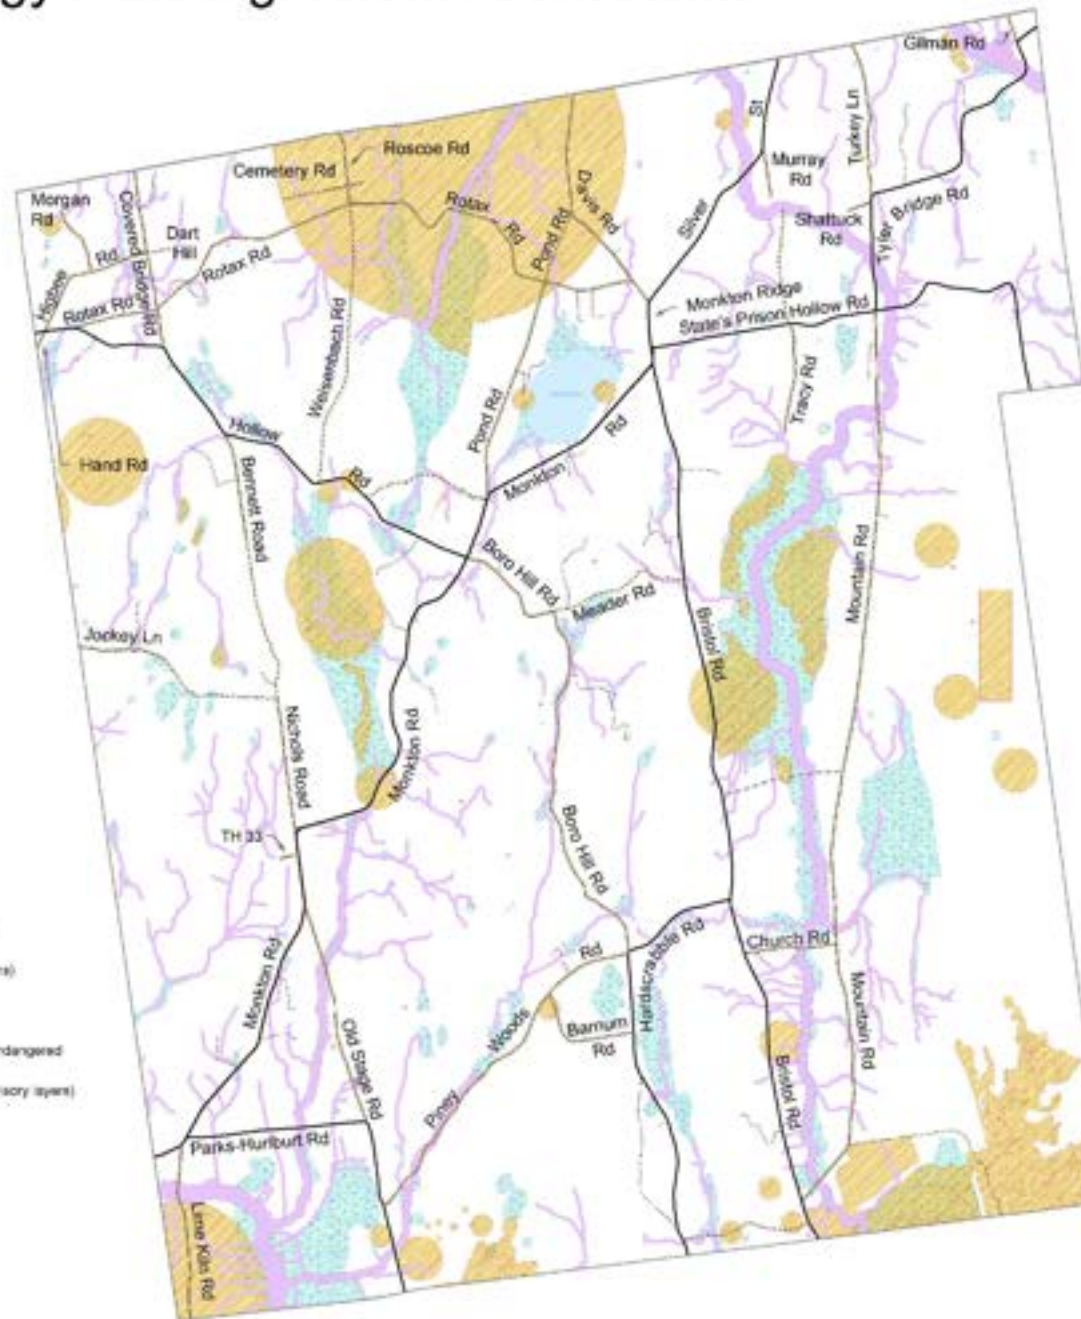 Gilman Rd
St
Turkey Ln
Roscoe Rd
Cemetery Rd
Murray
Rd
Morgan
Rd
Covered Bridge Rd
Davis Rd
Rotax
Rd
Tyler Bridge Rd
Dart
Hill
Pond Rd
Silver
Shattuck
Rd
Rd
Rotax Rd
Higbee
Rotax Rd
Monkton Ridge
State's Prison Hollow Rd
Weisenbach Rd
Tracy Rd
Pond Rd
Hollow
Rd
Hand Rd
Rd
Monkton
Bennett Road
Mountain Rd
Boro Hill Rd
Meader Rd
Jockey Ln
Bristol Rd
Nichols Road
Monkton Rd
TH 33
Boro Hill Rd
Hardscrabble Rd
Church Rd
Rd
Monkton Rd
Mountain Rd
Woods
Barnum
Rd
Old Stage Rd
Bristol Rd
Piney
Parks-Hurlburt Rd
Lime Kiln Rd